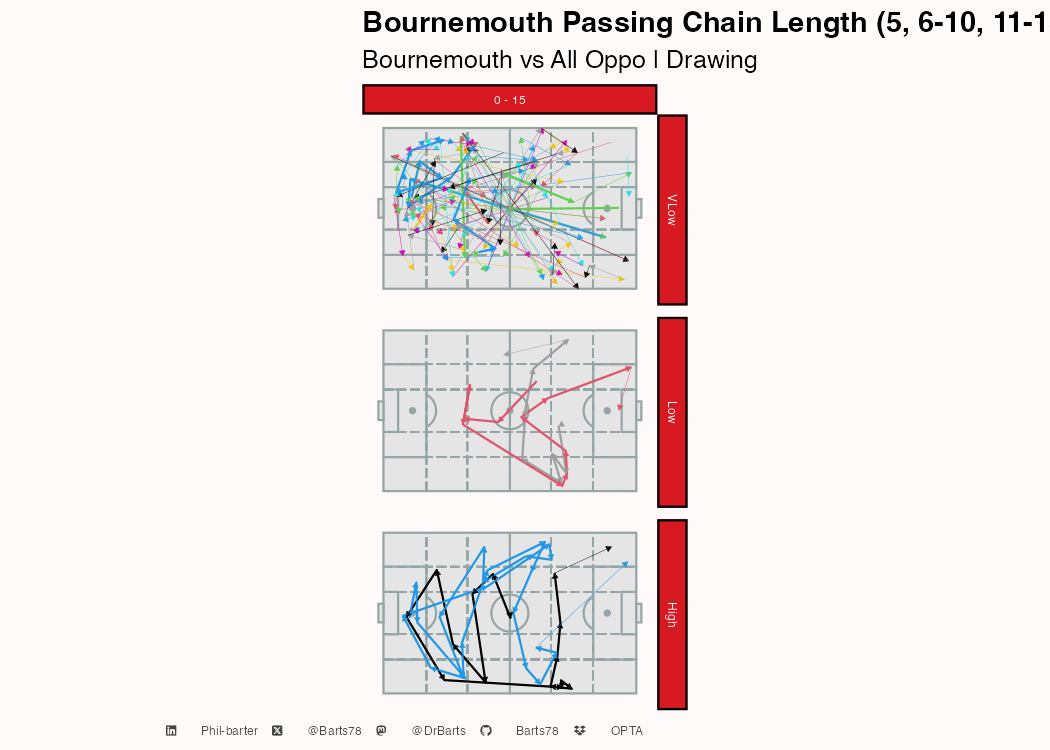 Bournemouth Passing Chain Length (5, 6-10, 11-1
Bournemouth vs All Oppo | Drawing
0 - 15
VLow
Low
High
Phil-barter @Barts78 @DrBarts Barts78 OPTA